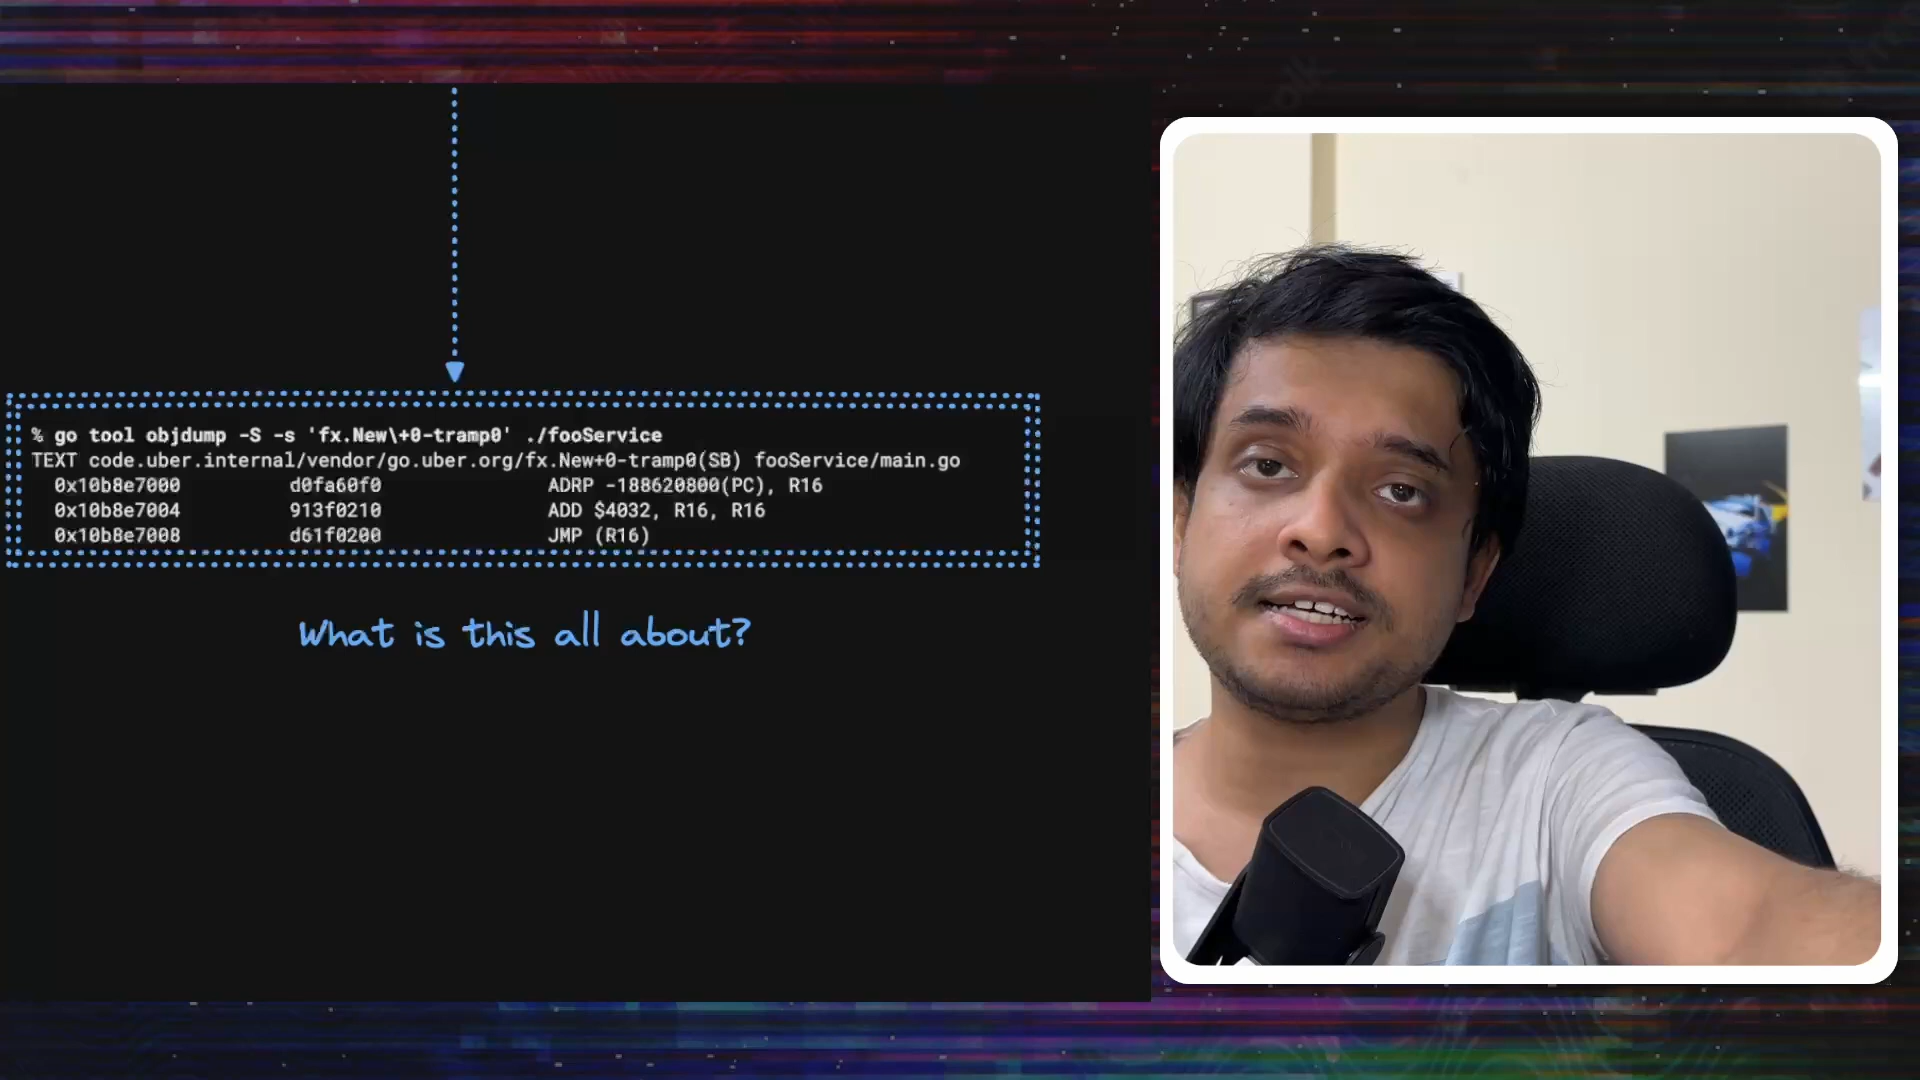 % go tool objdump -S -s 'fx.New\+0-tramp0' ./fooService
TEXT code.uber.internal/vendor/go.uber.org/fx.New+0-tramp0(SB) fooService/main.go
0x10b8e7000 d0fa60f0 ADRP -188620800(PC), R16
0x10b8e7004 913f0210 ADD $4032, R16, R16
0x10b8e7008 d61f0200 JMP (R16)
What is this all about?